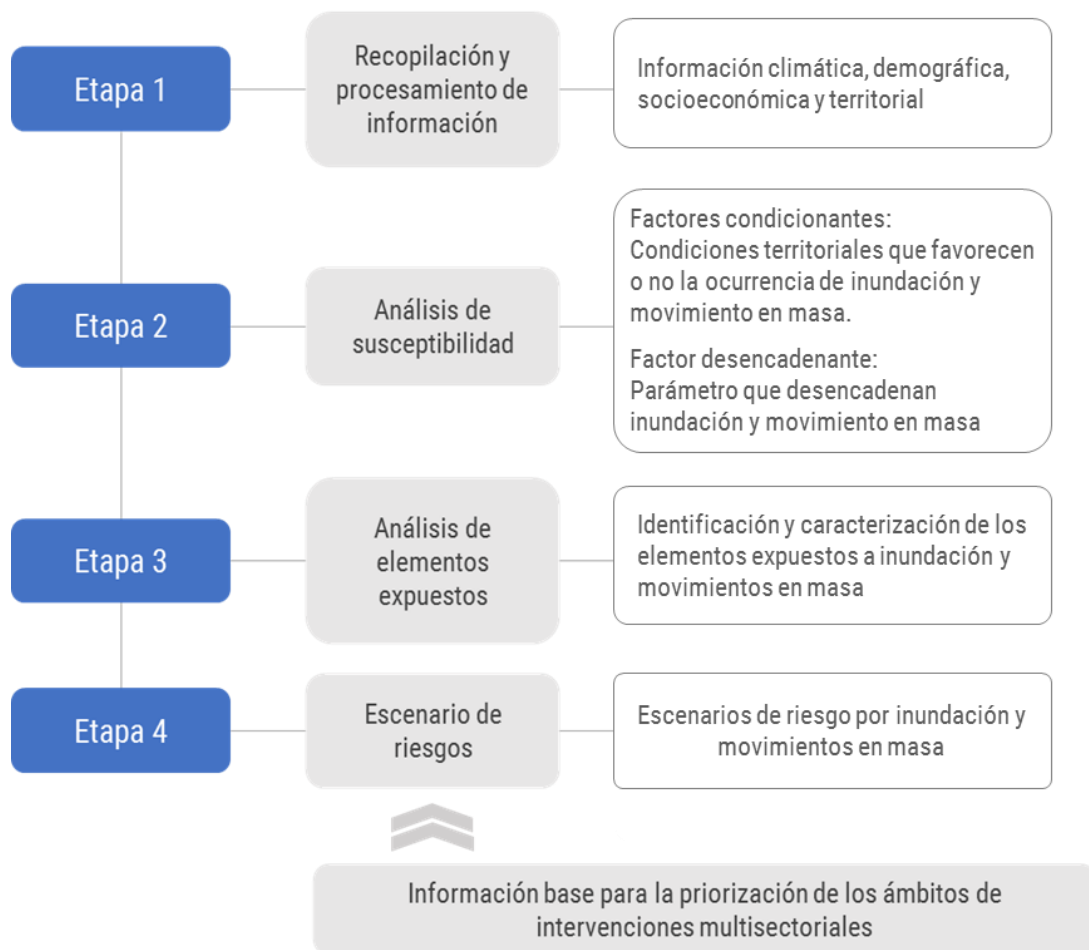 Etapa 1
Recopilación y
procesamiento de
información
Información climática, demográfica,
socioeconómica y territorial
Etapa 2
Análisis de
susceptibilidad
Factores condicionantes:
Condiciones territoriales que favorecen
o no la ocurrencia de inundación y
movimiento en masa.
Factor desencadenante:
Parámetro que desencadenan
inundación y movimiento en masa
Etapa 3
Análisis de
elementos
expuestos
Identificación y caracterización de los
elementos expuestos a inundación y
movimientos en masa
Etapa 4
Escenario de
riesgos
Escenarios de riesgo por inundación y
movimientos en masa
Información base para la priorización de los ámbitos de
intervenciones multisectoriales